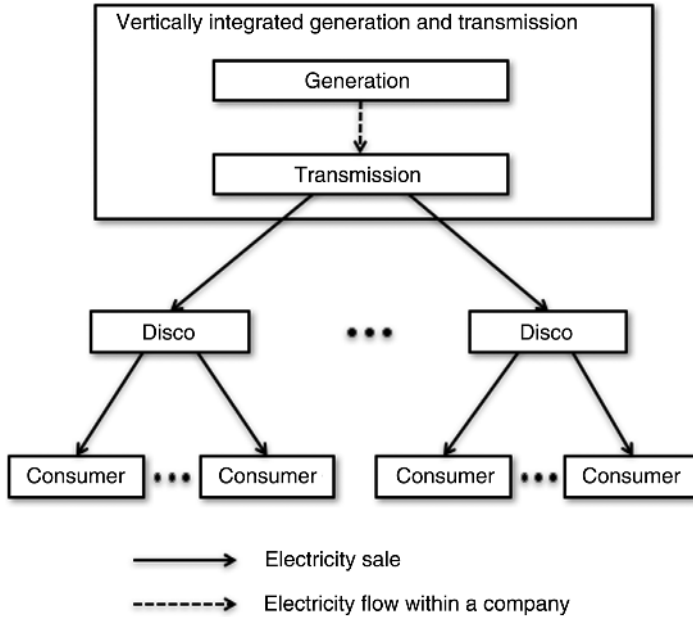 Vertically integrated generation and transmission
Generation
Transmission
Disco
Disco
Consumer
Consumer
Consumer
Consumer
Electricity sale
Electricity flow within a company